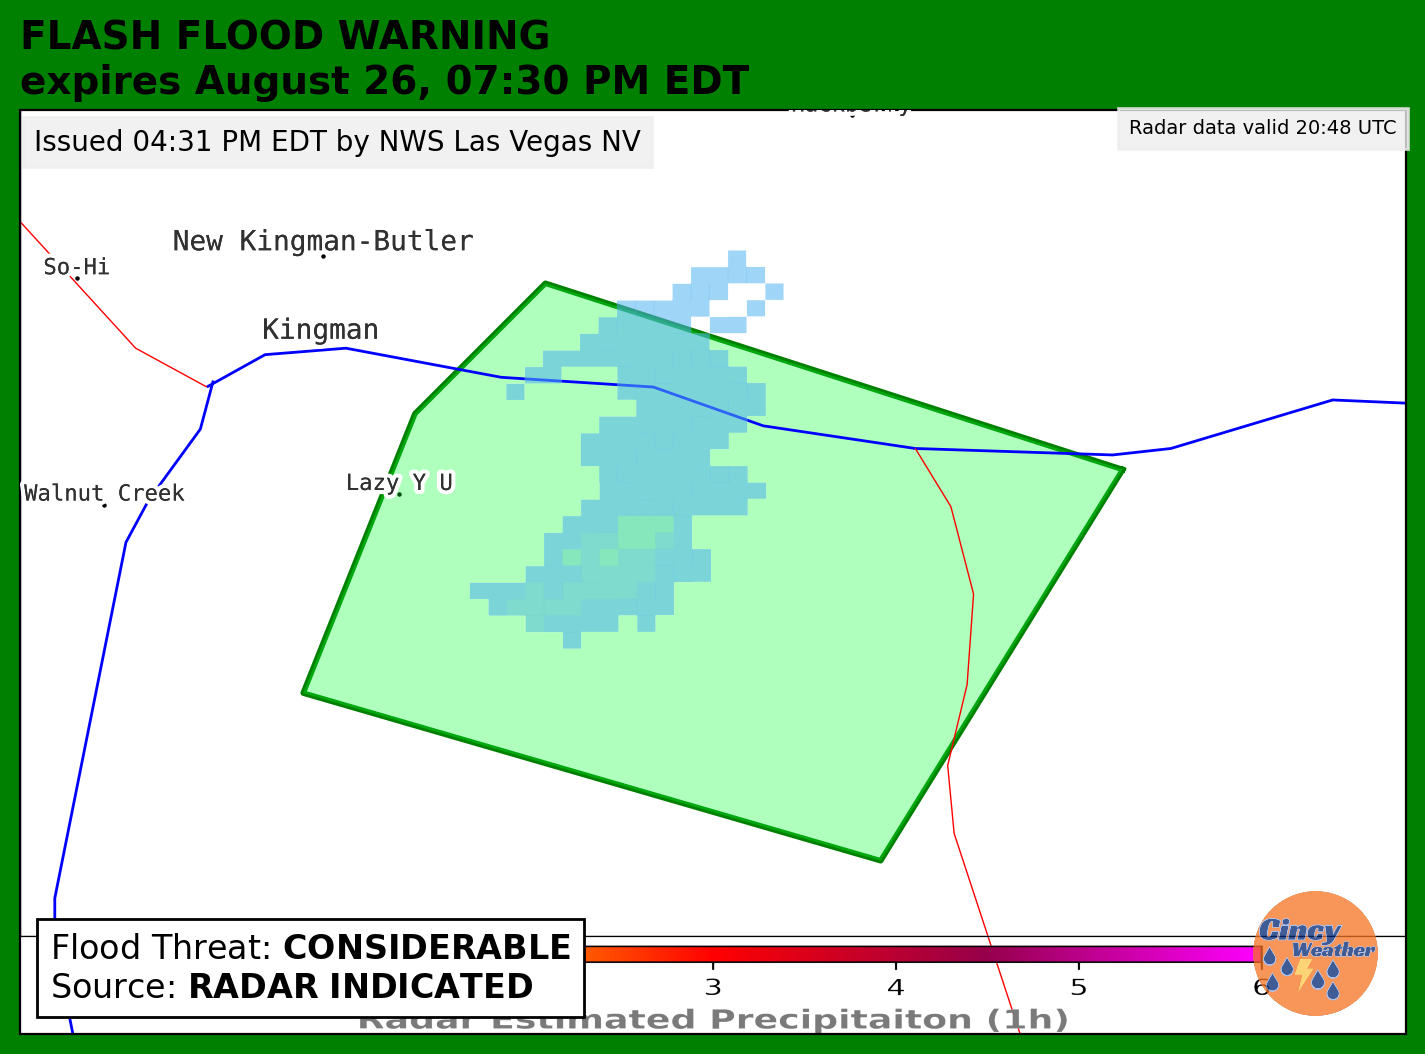 FLASH FLOOD WARNING
expires August 26, 07:30 PM EDT
Issued 04:31 PM EDT by NWS Las Vegas NV
Radar data valid 20:48 UTC
New Kingman-Butler
So-Hi
Kingman
Lazy Y U
Walnut Creek
Flood Threat: CONSIDERABLE
Source: RADAR INDICATED
3 4 5 6
Radar Estimated Precipitaiton (1h)
Cincy
Weather